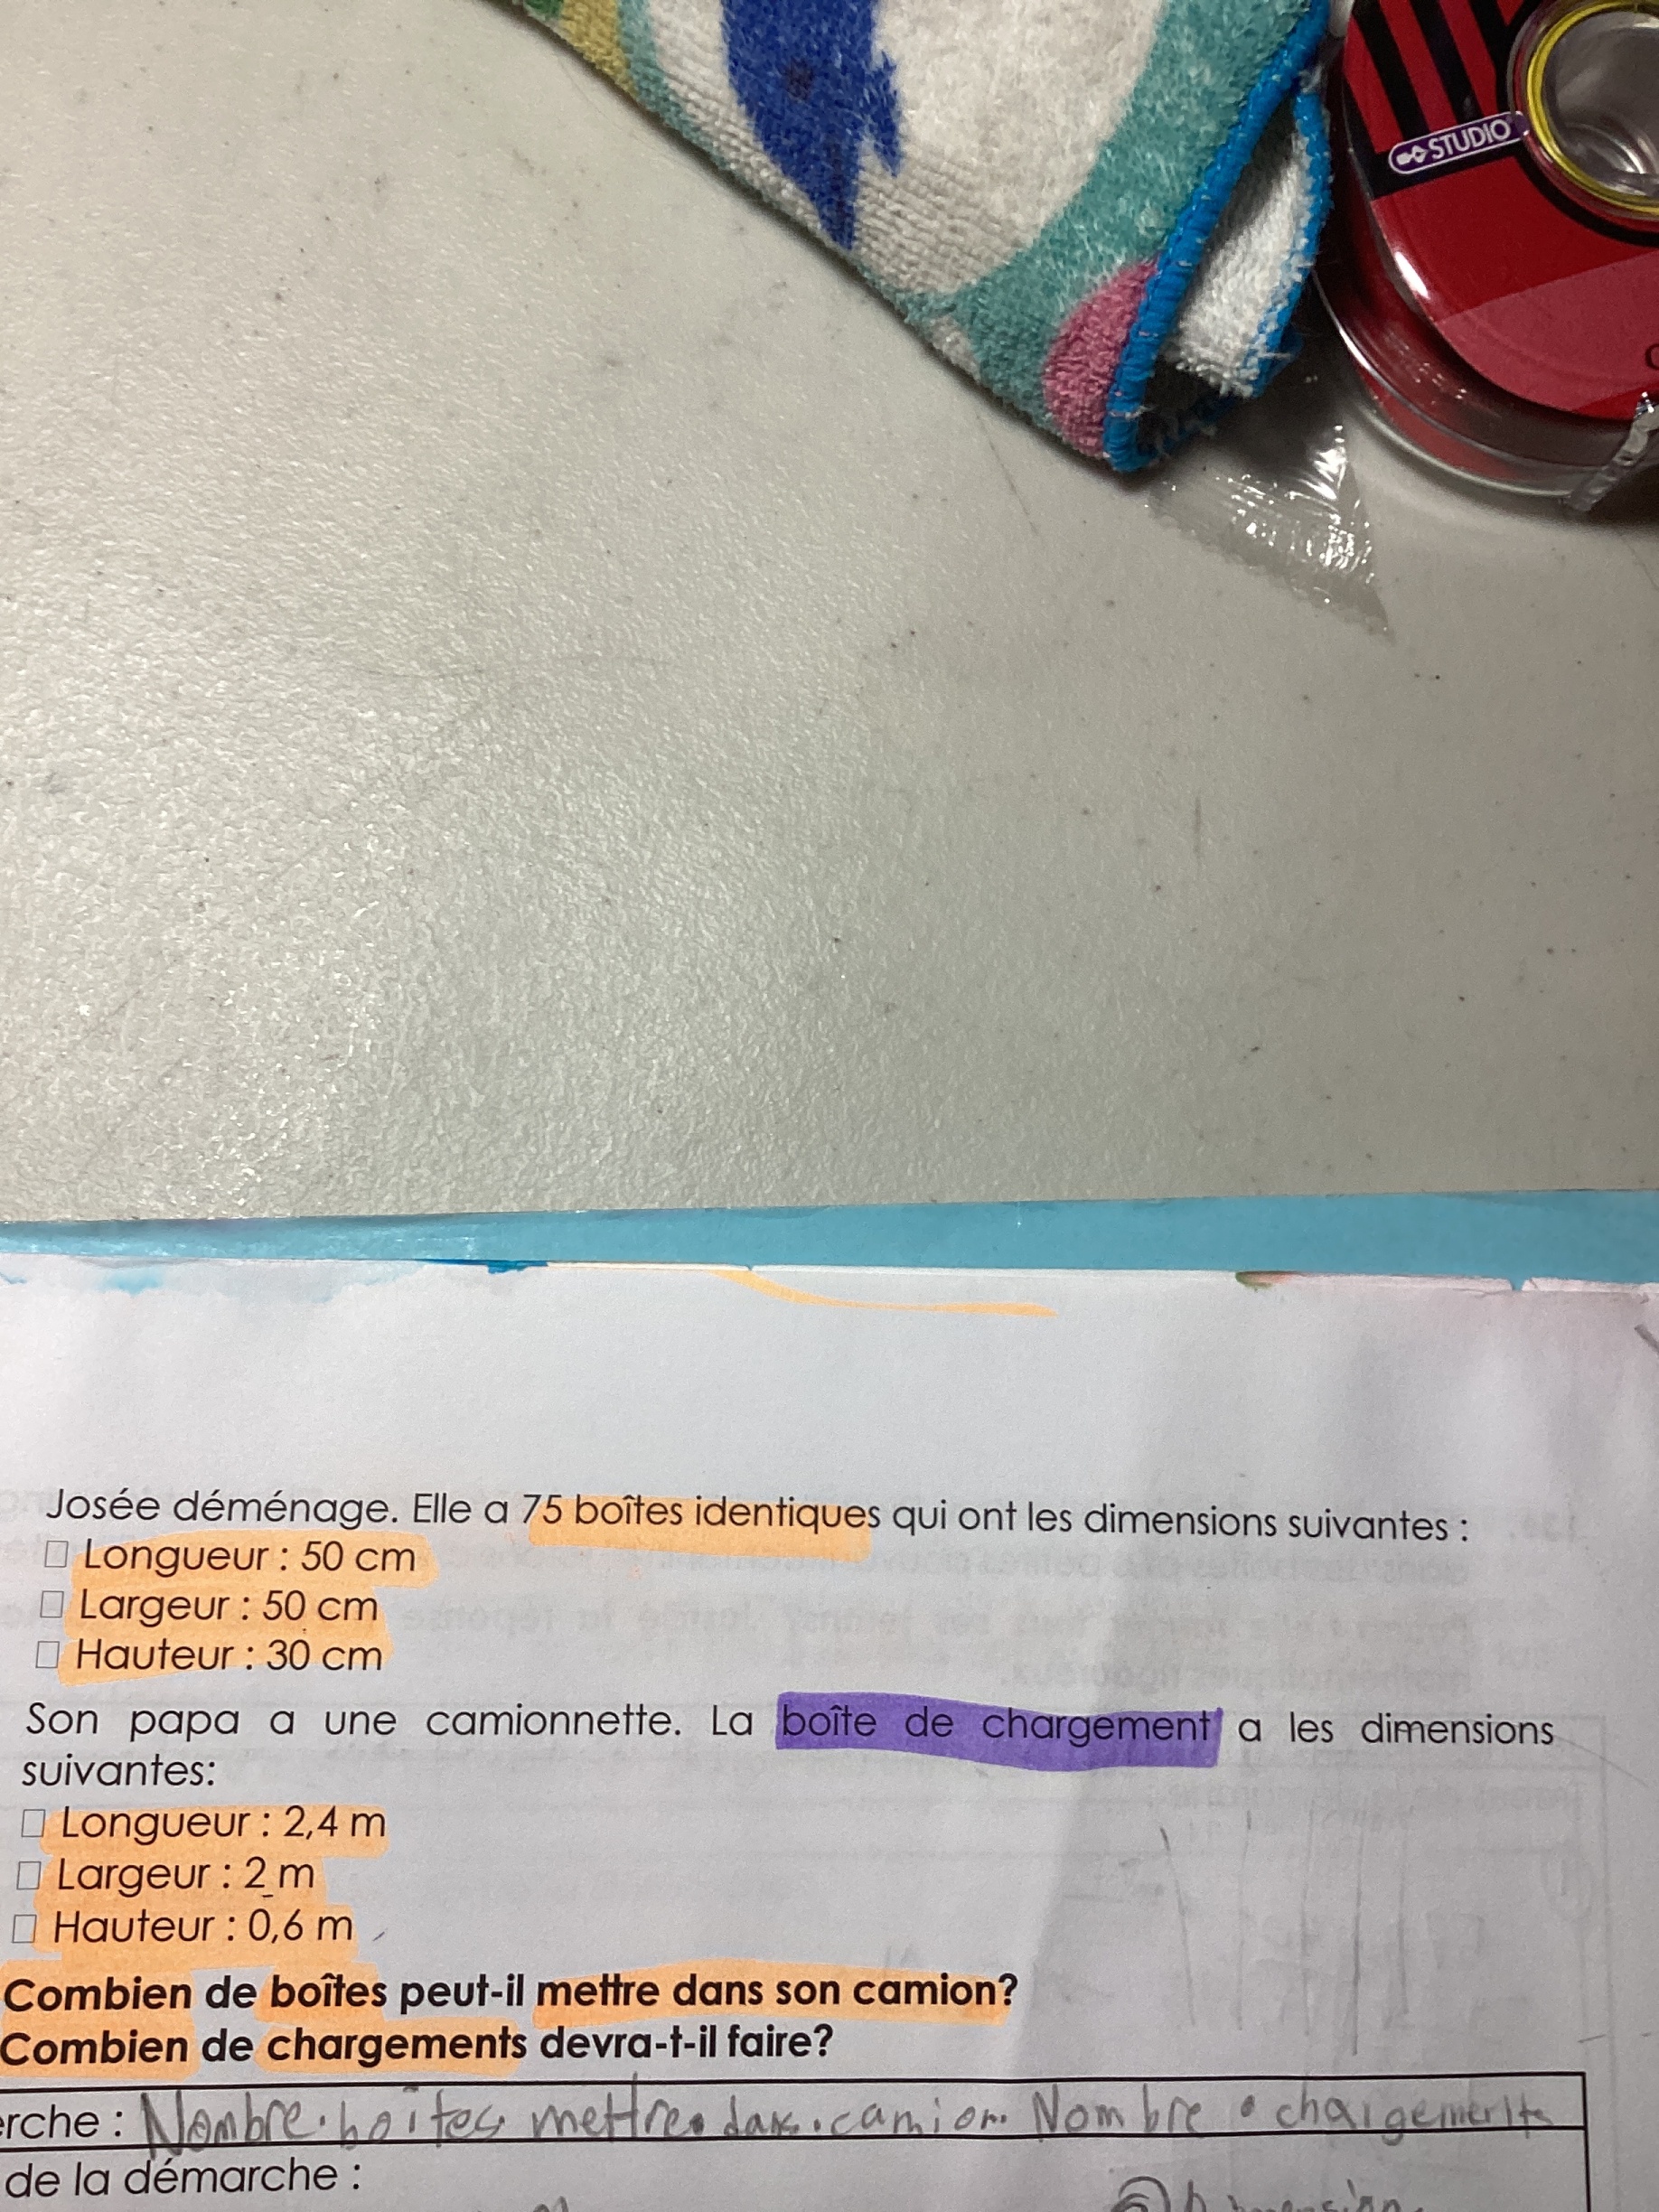 STUDIO
Josée déménage. Elle a 75 boîtes identiques qui ont les dimensions suivantes :
□ Longueur : 50 cm
□ Largeur : 50 cm
□ Hauteur : 30 cm
Son papa a une camionnette. La boîte de chargement a les dimensions
suivantes:
□ Longueur : 2,4 m
□ Largeur : 2 m
□ Hauteur : 0,6 m
Combien de boîtes peut-il mettre dans son camion?
Combien de chargements devra-t-il faire?
erche : Nombre. boîtes mettre. dans. camion. Nombre • chargements
de la démarche :